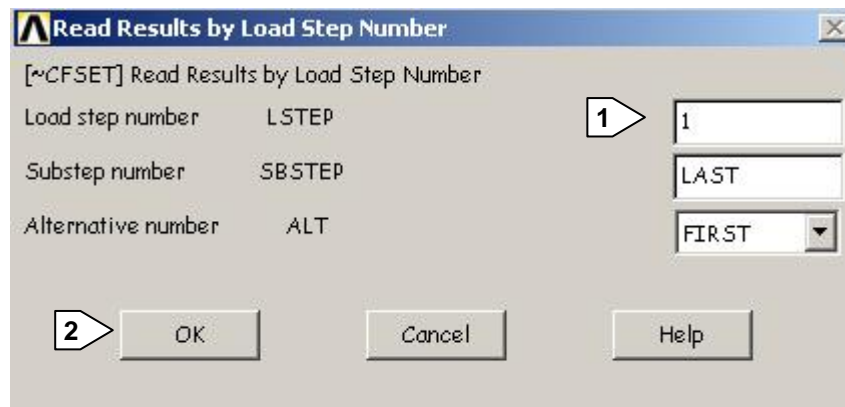 Read Results by Load Step Number
[~CFSET] Read Results by Load Step Number
Load step number LSTEP 1 1
Substep number SBSTEP LAST
Alternative number ALT FIRST
2 OK Cancel Help